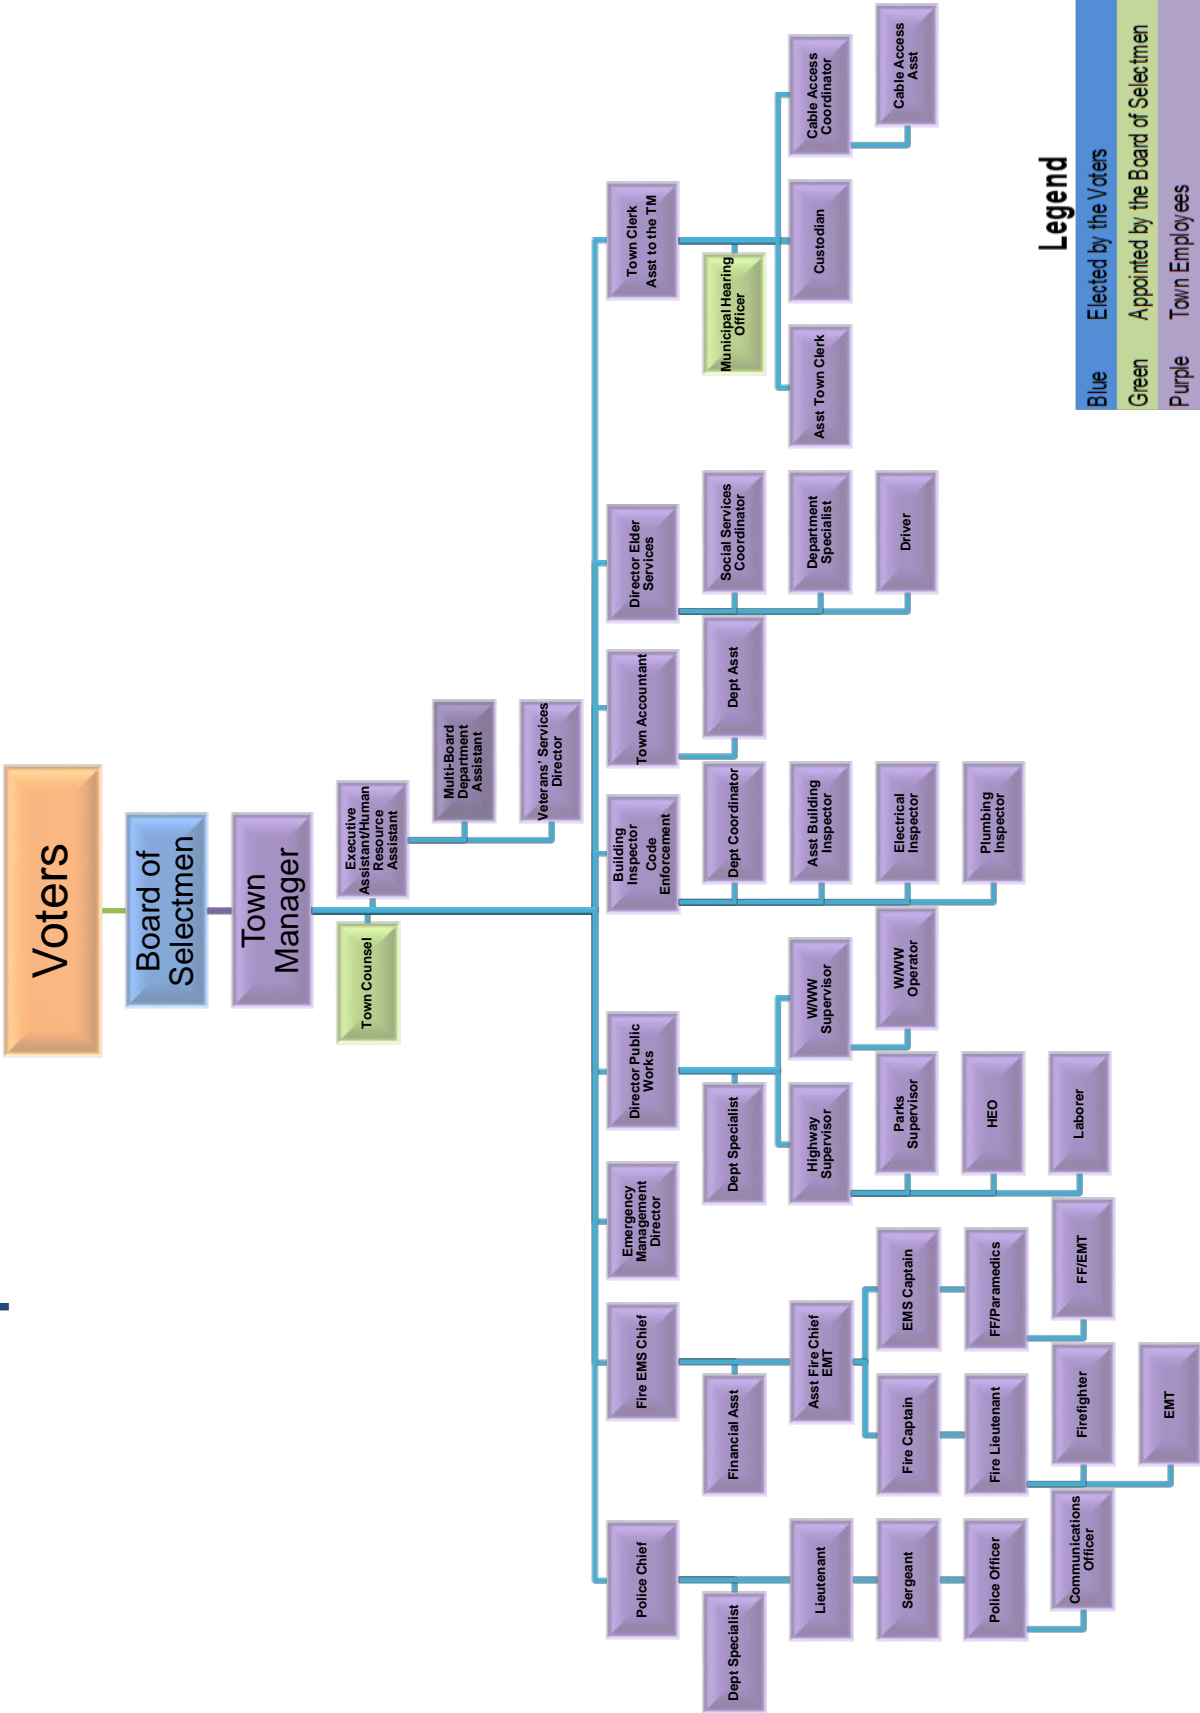 Voters
Board of
Selectmen
Town
Manager
Town Counsel
Executive
Assistant/Human
Resource
Assistant
Multi-Board
Department
Assistant
Veterans' Services
Director
Police Chief
Dept Specialist
Lieutenant
Sergeant
Police Officer
Communications
Officer
Fire EMS Chief
Financial Asst
Asst Fire Chief
EMT
Fire Captain
Fire Lieutenant
Firefighter
EMT
EMS Captain
FF/Paramedics
FF/EMT
Emergency
Management
Director
Director Public
Works
Dept Specialist
Highway
Supervisor
Parks
Supervisor
HEO
Laborer
W/WW
Supervisor
W/WW
Operator
Building
Inspector
Code
Enforcement
Dept Coordinator
Asst Building
Inspector
Electrical
Inspector
Plumbing
Inspector
Town Accountant
Dept Asst
Director Elder
Services
Social Services
Coordinator
Department
Specialist
Driver
Town Clerk
Asst to the TM
Municipal Hearing
Officer
Asst Town Clerk
Custodian
Cable Access
Coordinator
Cable Access
Asst
Legend
Blue Elected by the Voters
Green Appointed by the Board of Selectmen
Purple Town Employees